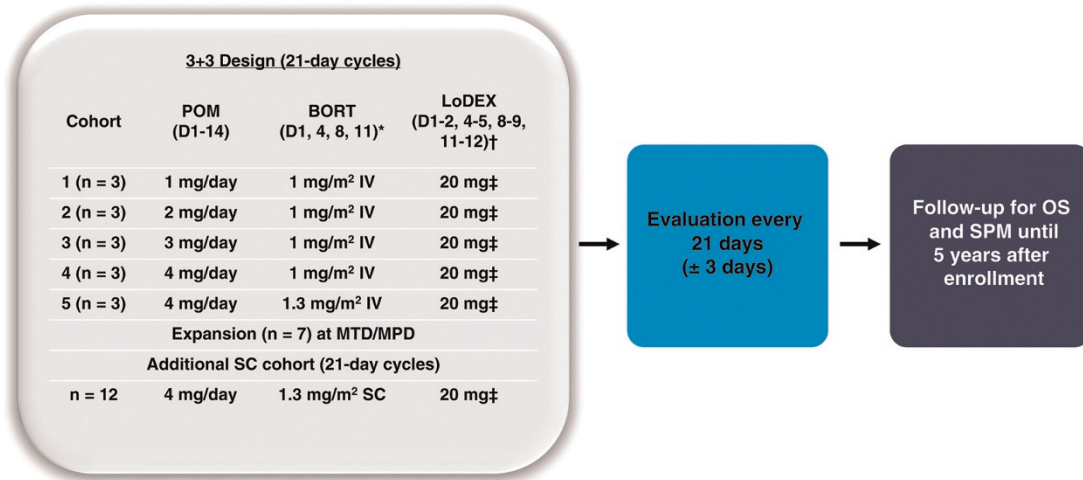 3+3 Design (21-day cycles)
Cohort POM (D1-14) BORT (D1, 4, 8, 11)* LoDEX (D1-2, 4-5, 8-9, 11-12)†
1 (n = 3) 1 mg/day 1 mg/m² IV 20 mg‡
2 (n = 3) 2 mg/day 1 mg/m² IV 20 mg‡
3 (n = 3) 3 mg/day 1 mg/m² IV 20 mg‡
4 (n = 3) 4 mg/day 1 mg/m² IV 20 mg‡
5 (n = 3) 4 mg/day 1.3 mg/m² IV 20 mg‡
Expansion (n = 7) at MTD/MPD
Additional SC cohort (21-day cycles)
n = 12 4 mg/day 1.3 mg/m² SC 20 mg‡
Evaluation every
21 days
(± 3 days)
Follow-up for OS
and SPM until
5 years after
enrollment